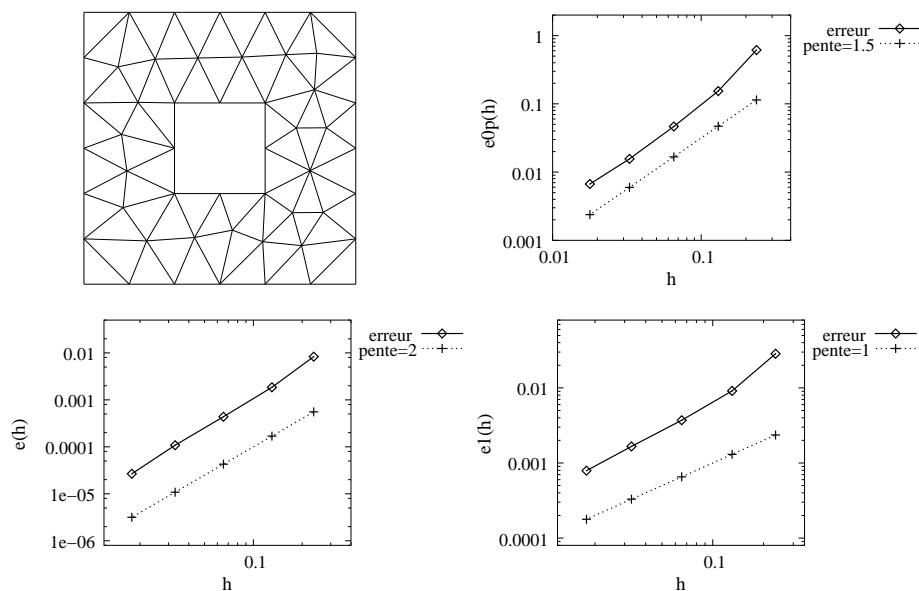 erreur
pente=1.5
1
0.1
0.01
0.001
e0p(h)
0.01
0.1
h
erreur
pente=2
0.01
0.001
0.0001
1e−05
1e−06
e(h)
0.1
h
erreur
pente=1
0.01
0.001
0.0001
e1(h)
0.1
h